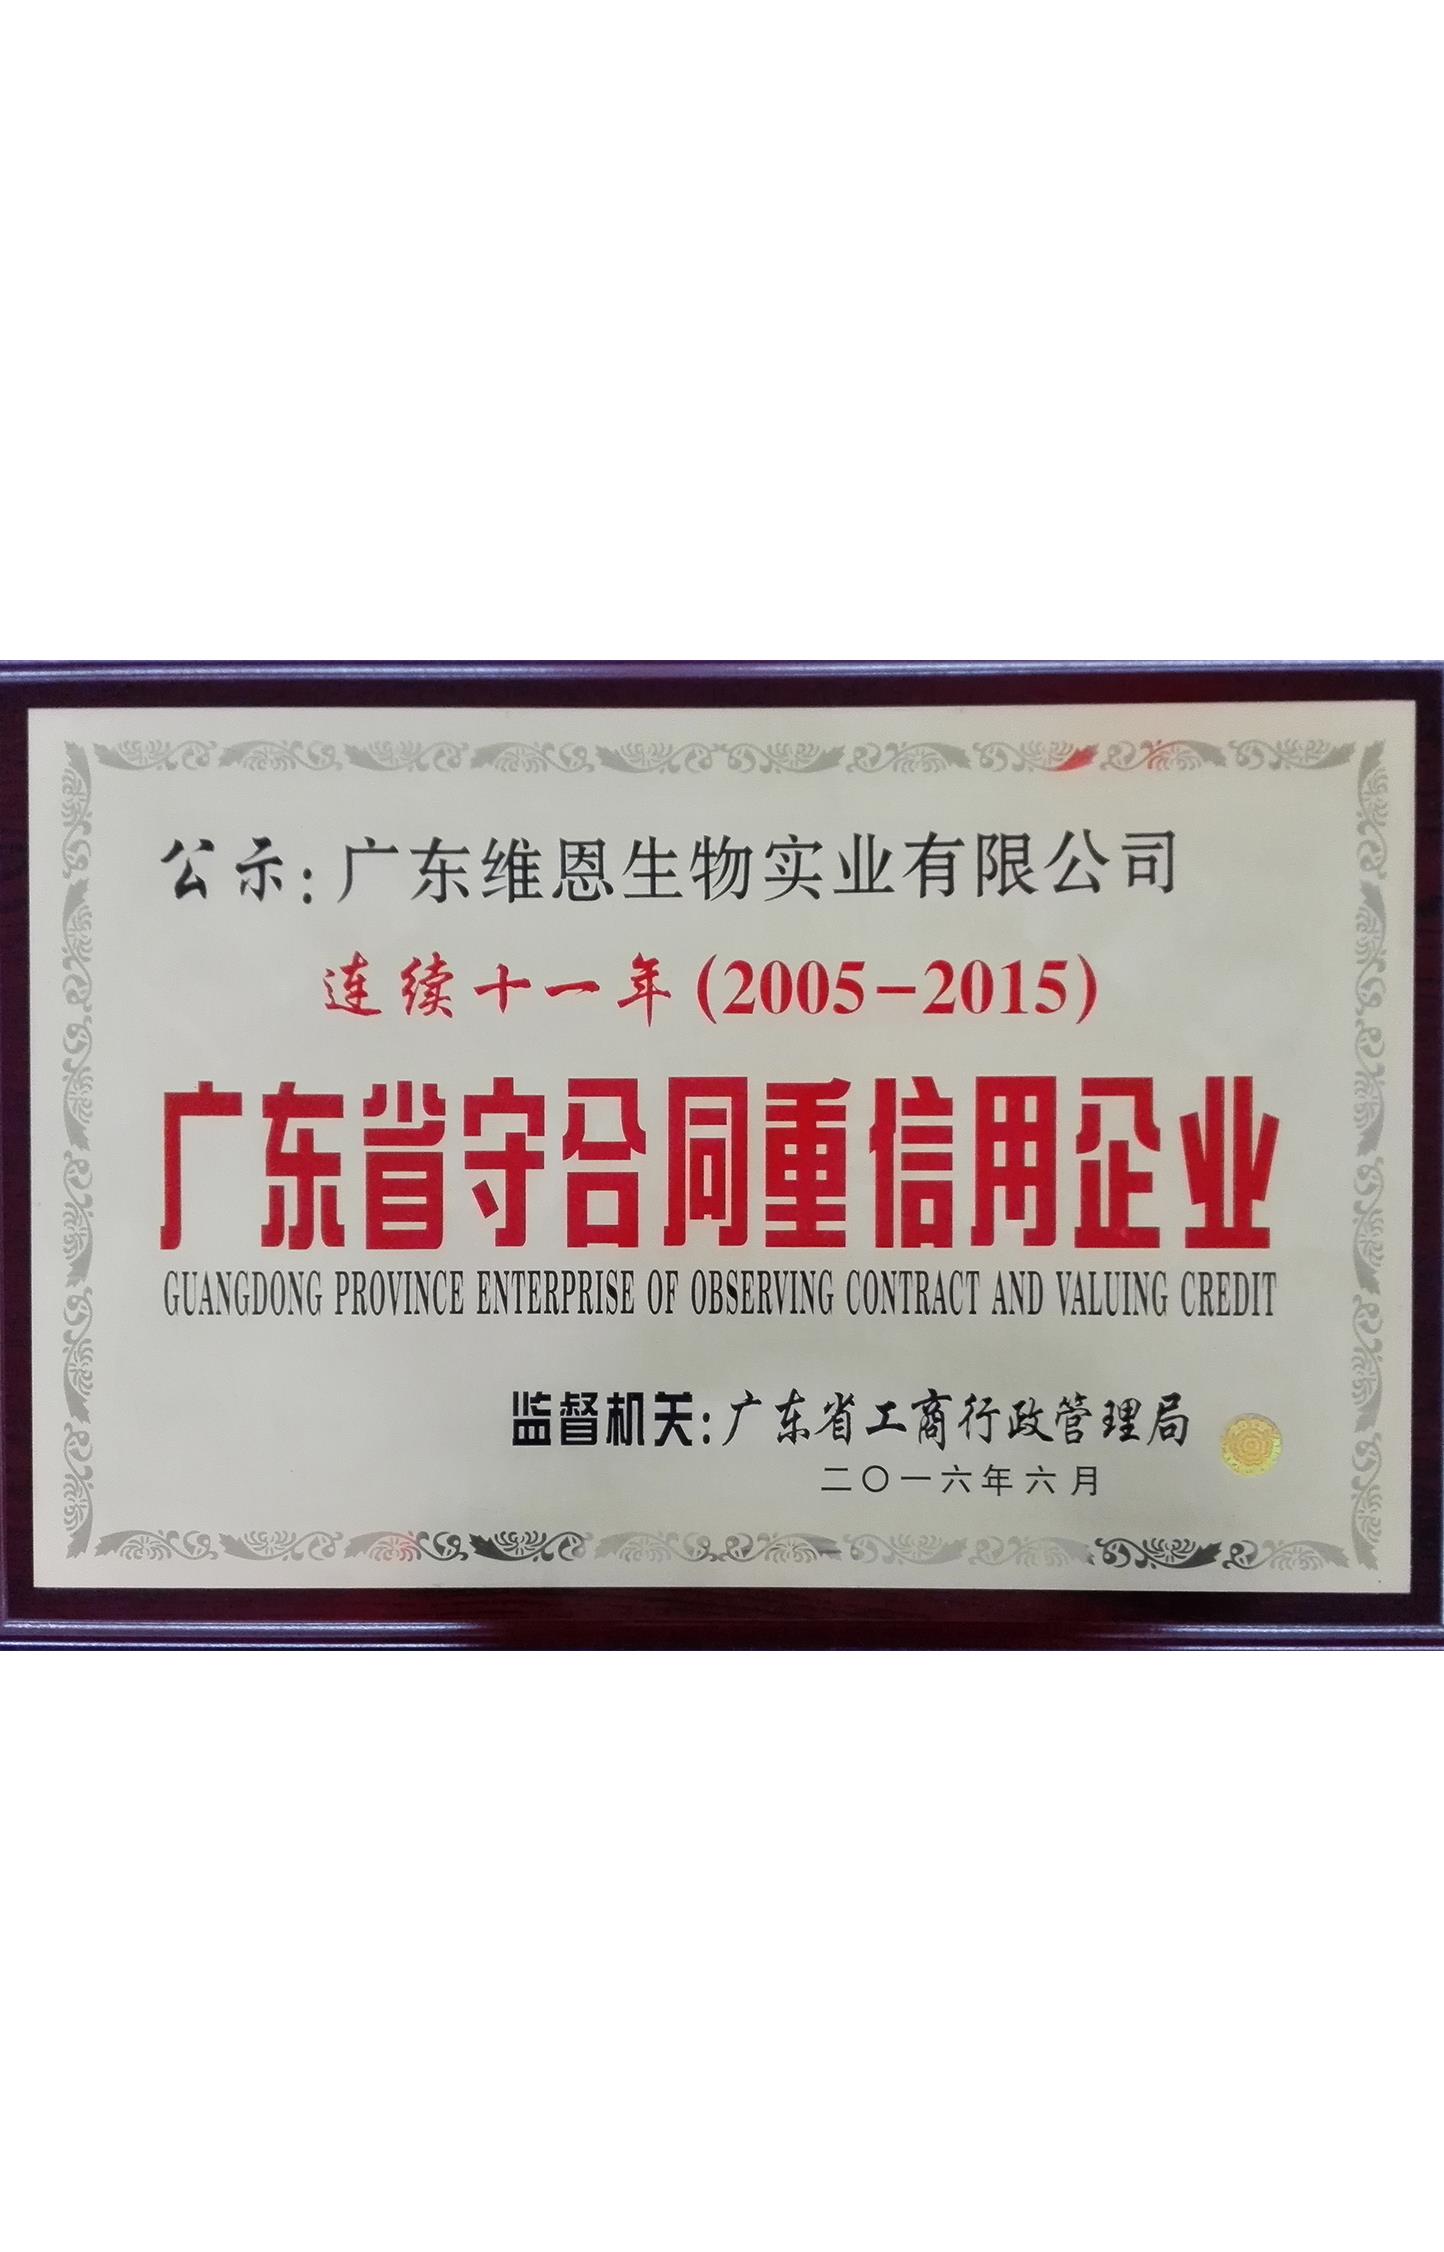 公示:广东维恩生物实业有限公司
连续十一年(2005-2015)
广东省守合同重信用企业
GUANGDONG PROVINCE ENTERPRISE OF OBSERVING CONTRACT AND VALUING CREDIT
监督机关:广东省工商行政管理局
二〇一六年六月